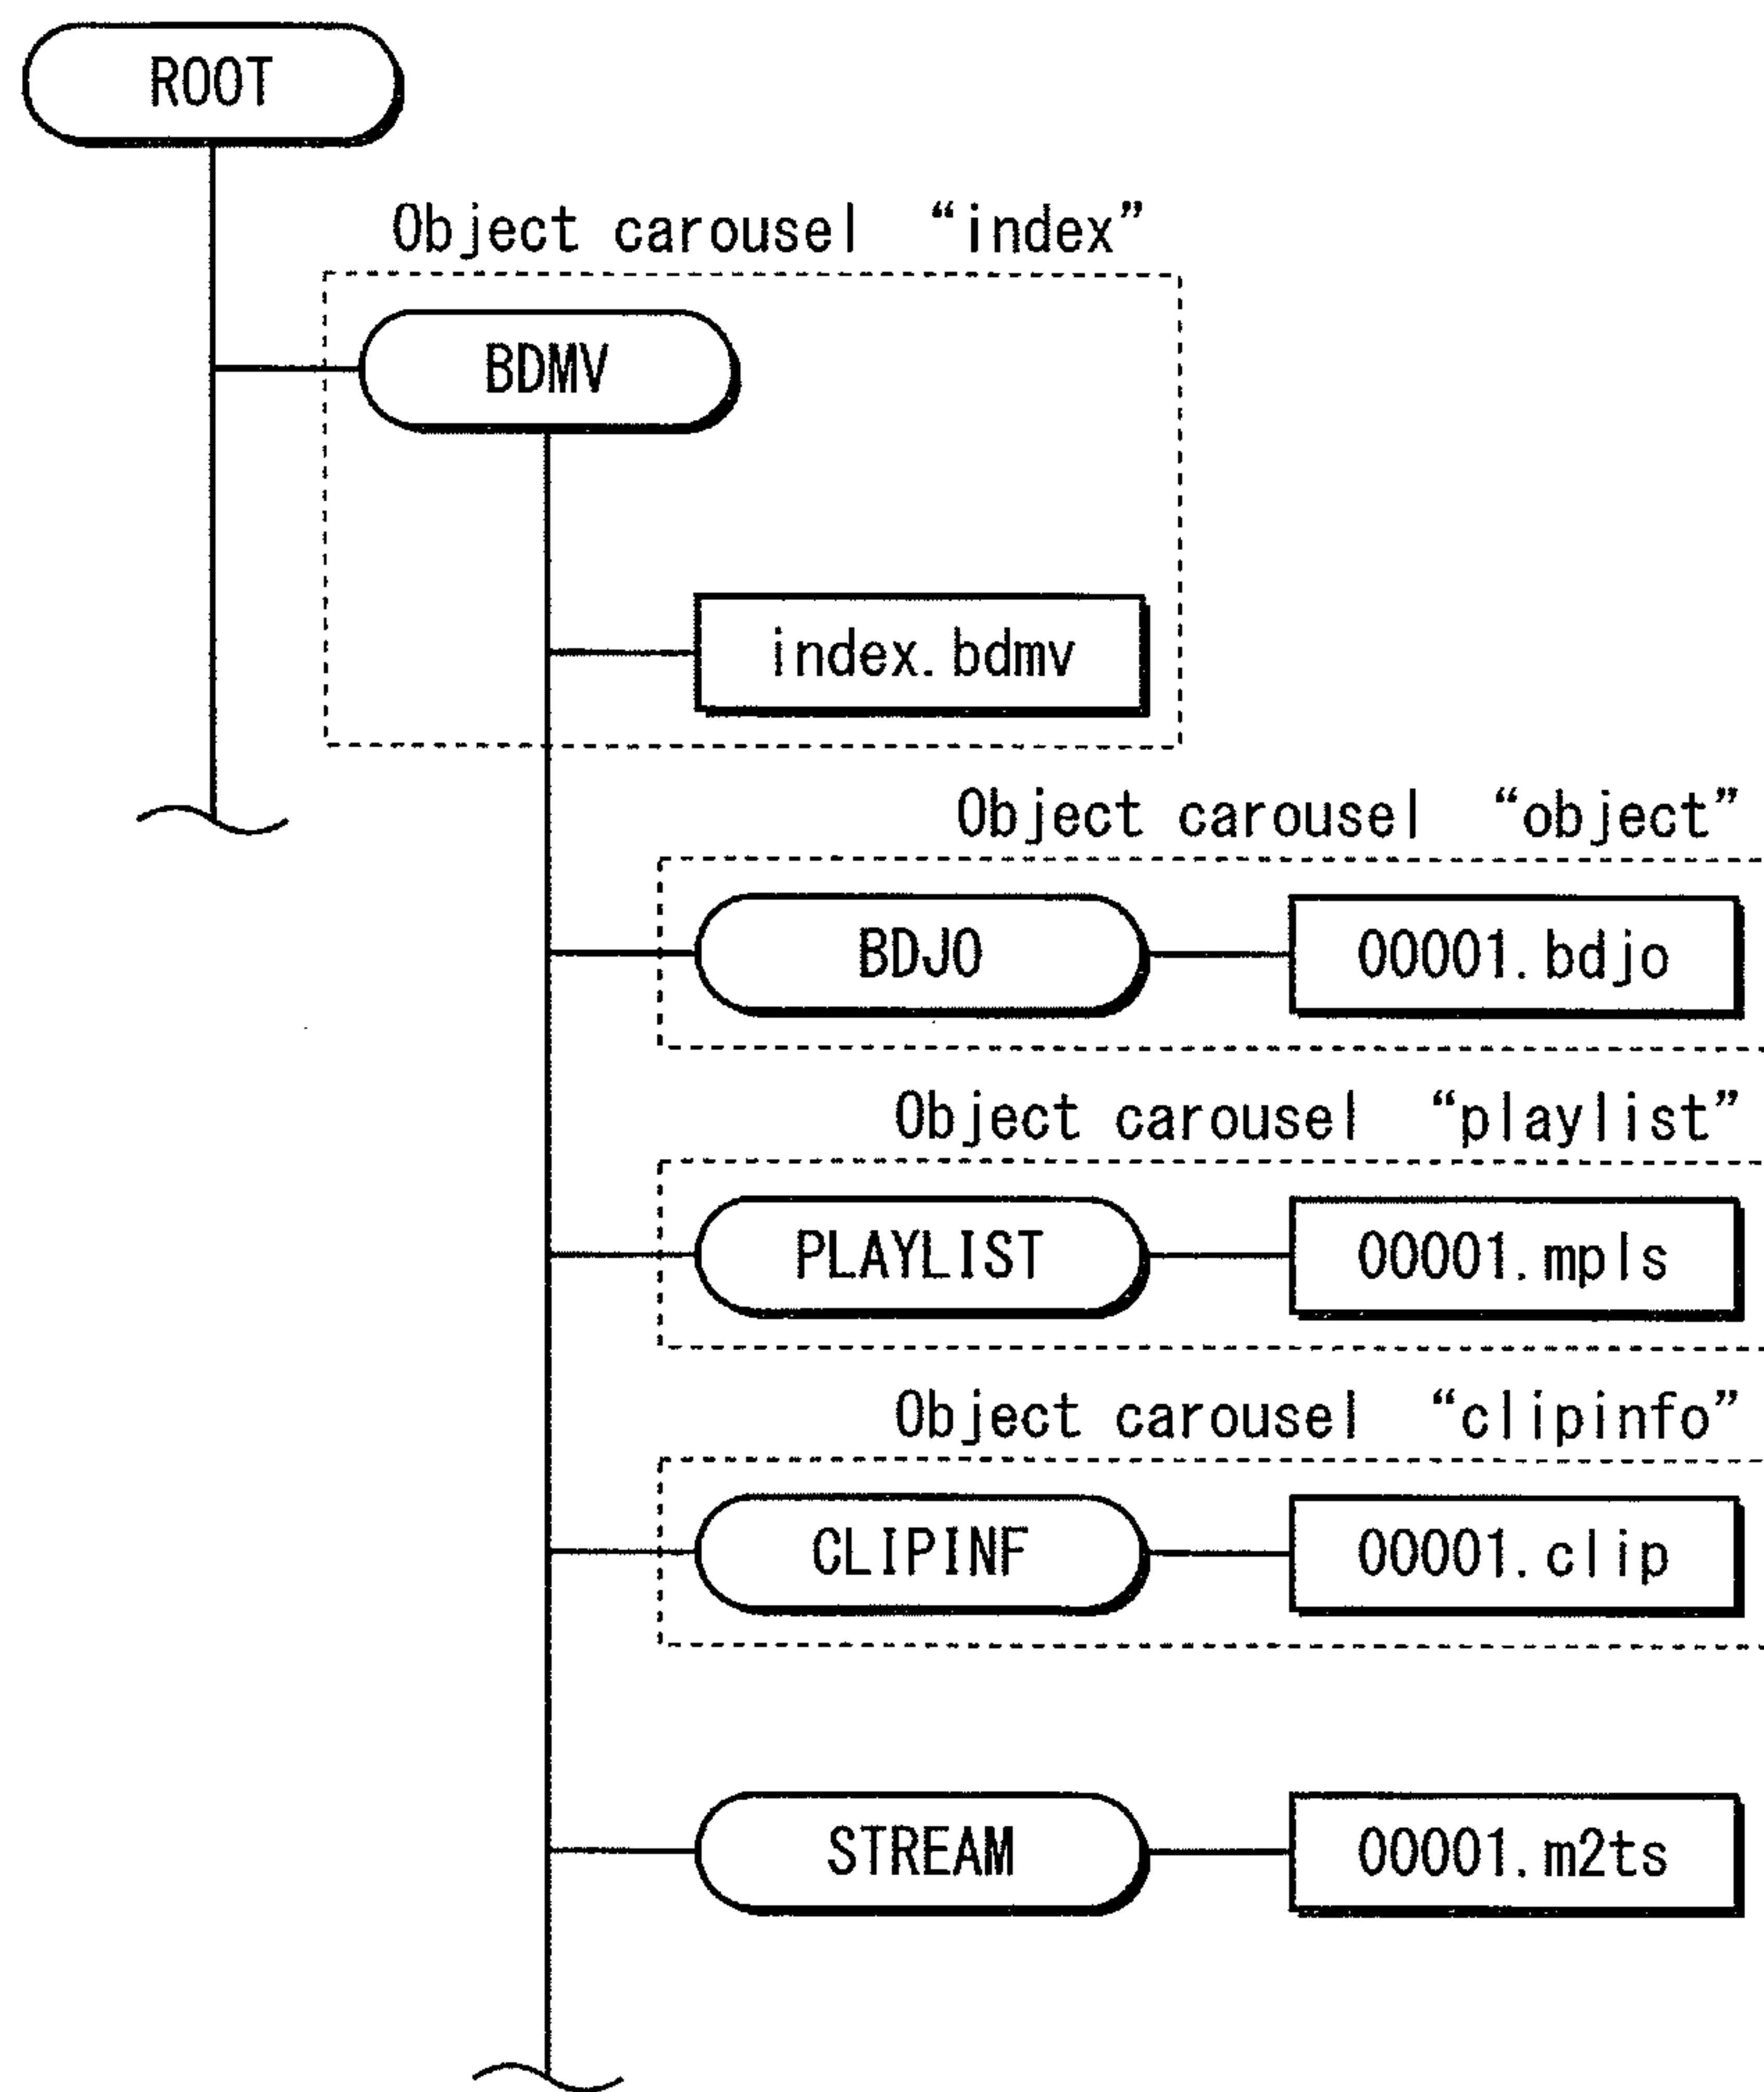 ROOT
Object carousel “index”
BDMV
index.bdmv
Object carousel “object”
BDJO 00001.bdjo
Object carousel “playlist”
PLAYLIST 00001.mpls
Object carousel “clipinfo”
CLIPINF 00001.clip
STREAM 00001.m2ts